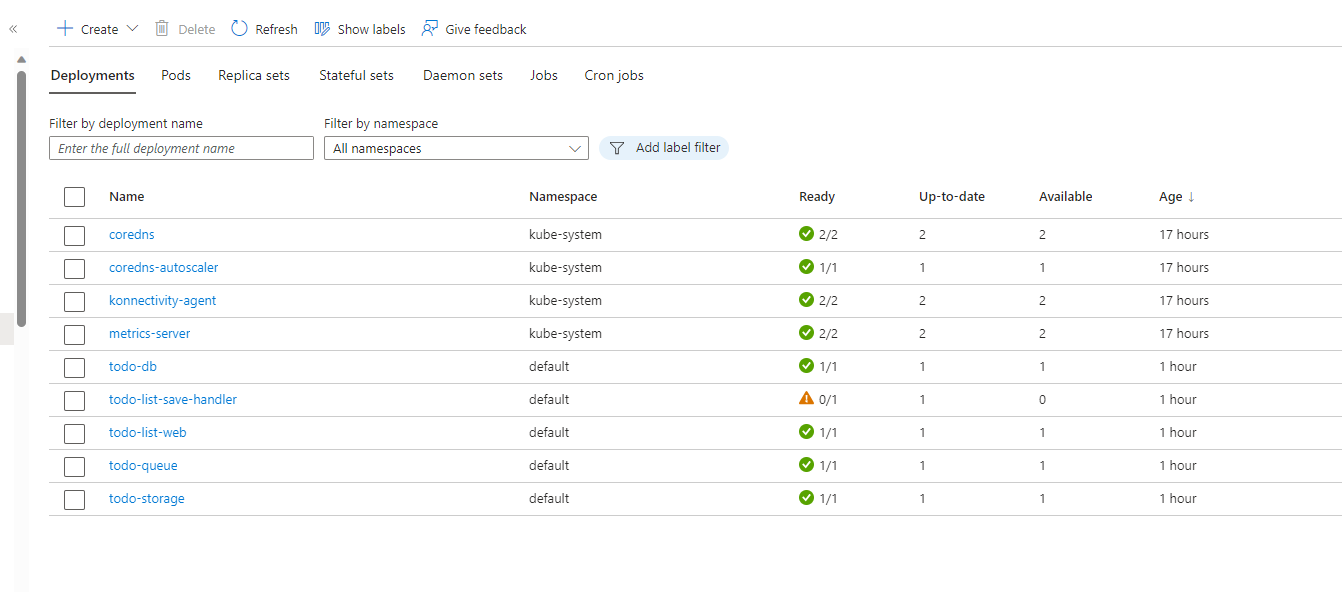 « Create Delete Refresh Show labels Give feedback
Deployments Pods Replica sets Stateful sets Daemon sets Jobs Cron jobs
Filter by deployment name Filter by namespace
Enter the full deployment name All namespaces Add label filter
Name Namespace Ready Up-to-date Available Age ↓
coredns kube-system 2/2 2 2 17 hours
coredns-autoscaler kube-system 1/1 1 1 17 hours
konnectivity-agent kube-system 2/2 2 2 17 hours
metrics-server kube-system 2/2 2 2 17 hours
todo-db default 1/1 1 1 1 hour
todo-list-save-handler default 0/1 1 0 1 hour
todo-list-web default 1/1 1 1 1 hour
todo-queue default 1/1 1 1 1 hour
todo-storage default 1/1 1 1 1 hour